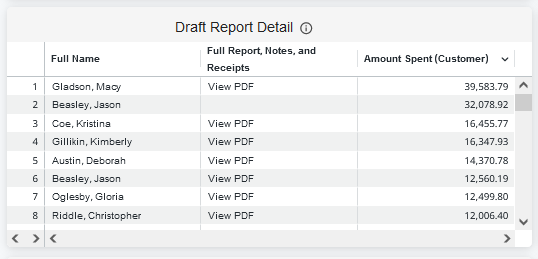 Draft Report Detail
Full Name Full Report, Notes, and Receipts Amount Spent (Customer)
1 Gladson, Macy View PDF 39,583.79
2 Beasley, Jason 32,078.92
3 Coe, Kristina View PDF 16,455.77
4 Gillikin, Kimberly View PDF 16,347.93
5 Austin, Deborah View PDF 14,370.78
6 Beasley, Jason View PDF 12,560.19
7 Oglesby, Gloria View PDF 12,499.80
8 Riddle, Christopher View PDF 12,006.40